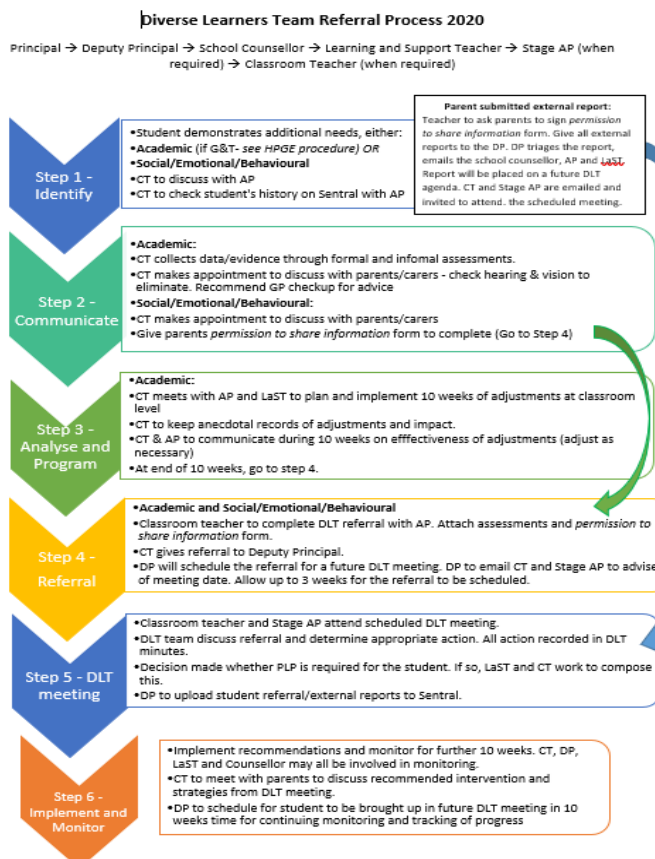 Diverse Learners Team Referral Process 2020
Principal → Deputy Principal → School Counsellor → Learning and Support Teacher → Stage AP (when
required) → Classroom Teacher (when required)
Step 1 -
Identify
•Student demonstrates additional needs, either:
•Academic (if G&T- see HPGE procedure) OR
•Social/Emotional/Behavioural
•CT to discuss with AP
•CT to check student's history on Sentral with AP
Parent submitted external report:
Teacher to ask parents to sign permission
to share information form. Give all external
reports to the DP. DP triages the report,
emails the school counsellor, AP and LaST.
Report will be placed on a future DLT
agenda. CT and Stage AP are emailed and
invited to attend. the scheduled meeting.
Step 2 -
Communicate
•Academic:
•CT collects data/evidence through formal and infomal assessments.
•CT makes appointment to discuss with parents/carers - check hearing & vision to
eliminate. Recommend GP checkup for advice
•Social/Emotional/Behavioural:
•CT makes appointment to discuss with parents/carers
•Give parents permission to share information form to complete (Go to Step 4)
Step 3 -
Analyse and
Program
•Academic:
•CT meets with AP and LaST to plan and implement 10 weeks of adjustments at classroom
level
•CT to keep anecdotal records of adjustments and impact.
•CT & AP to communicate during 10 weeks on efffectiveness of adjustments (adjust as
necessary)
•At end of 10 weeks, go to step 4.
Step 4 -
Referral
•Academic and Social/Emotional/Behavioural
•Classroom teacher to complete DLT referral with AP. Attach assessments and permission to
share information form.
•CT gives referral to Deputy Principal.
•DP will schedule the referral for a future DLT meeting. DP to email CT and Stage AP to advise
of meeting date. Allow up to 3 weeks for the referral to be scheduled.
Step 5 - DLT
meeting
•Classroom teacher and Stage AP attend scheduled DLT meeting.
•DLT team discuss referral and determine appropriate action. All action recorded in DLT
minutes.
•Decision made whether PLP is required for the student. If so, LaST and CT work to compose
this.
•DP to upload student referral/external reports to Sentral.
Step 6 -
Implement and
Monitor
•Implement recommendations and monitor for further 10 weeks. CT, DP,
LaST and Counsellor may all be involved in monitoring.
•CT to meet with parents to discuss recommended intervention and
strategies from DLT meeting.
•DP to schedule for student to be brought up in future DLT meeting in 10
weeks time for continuing monitoring and tracking of progress